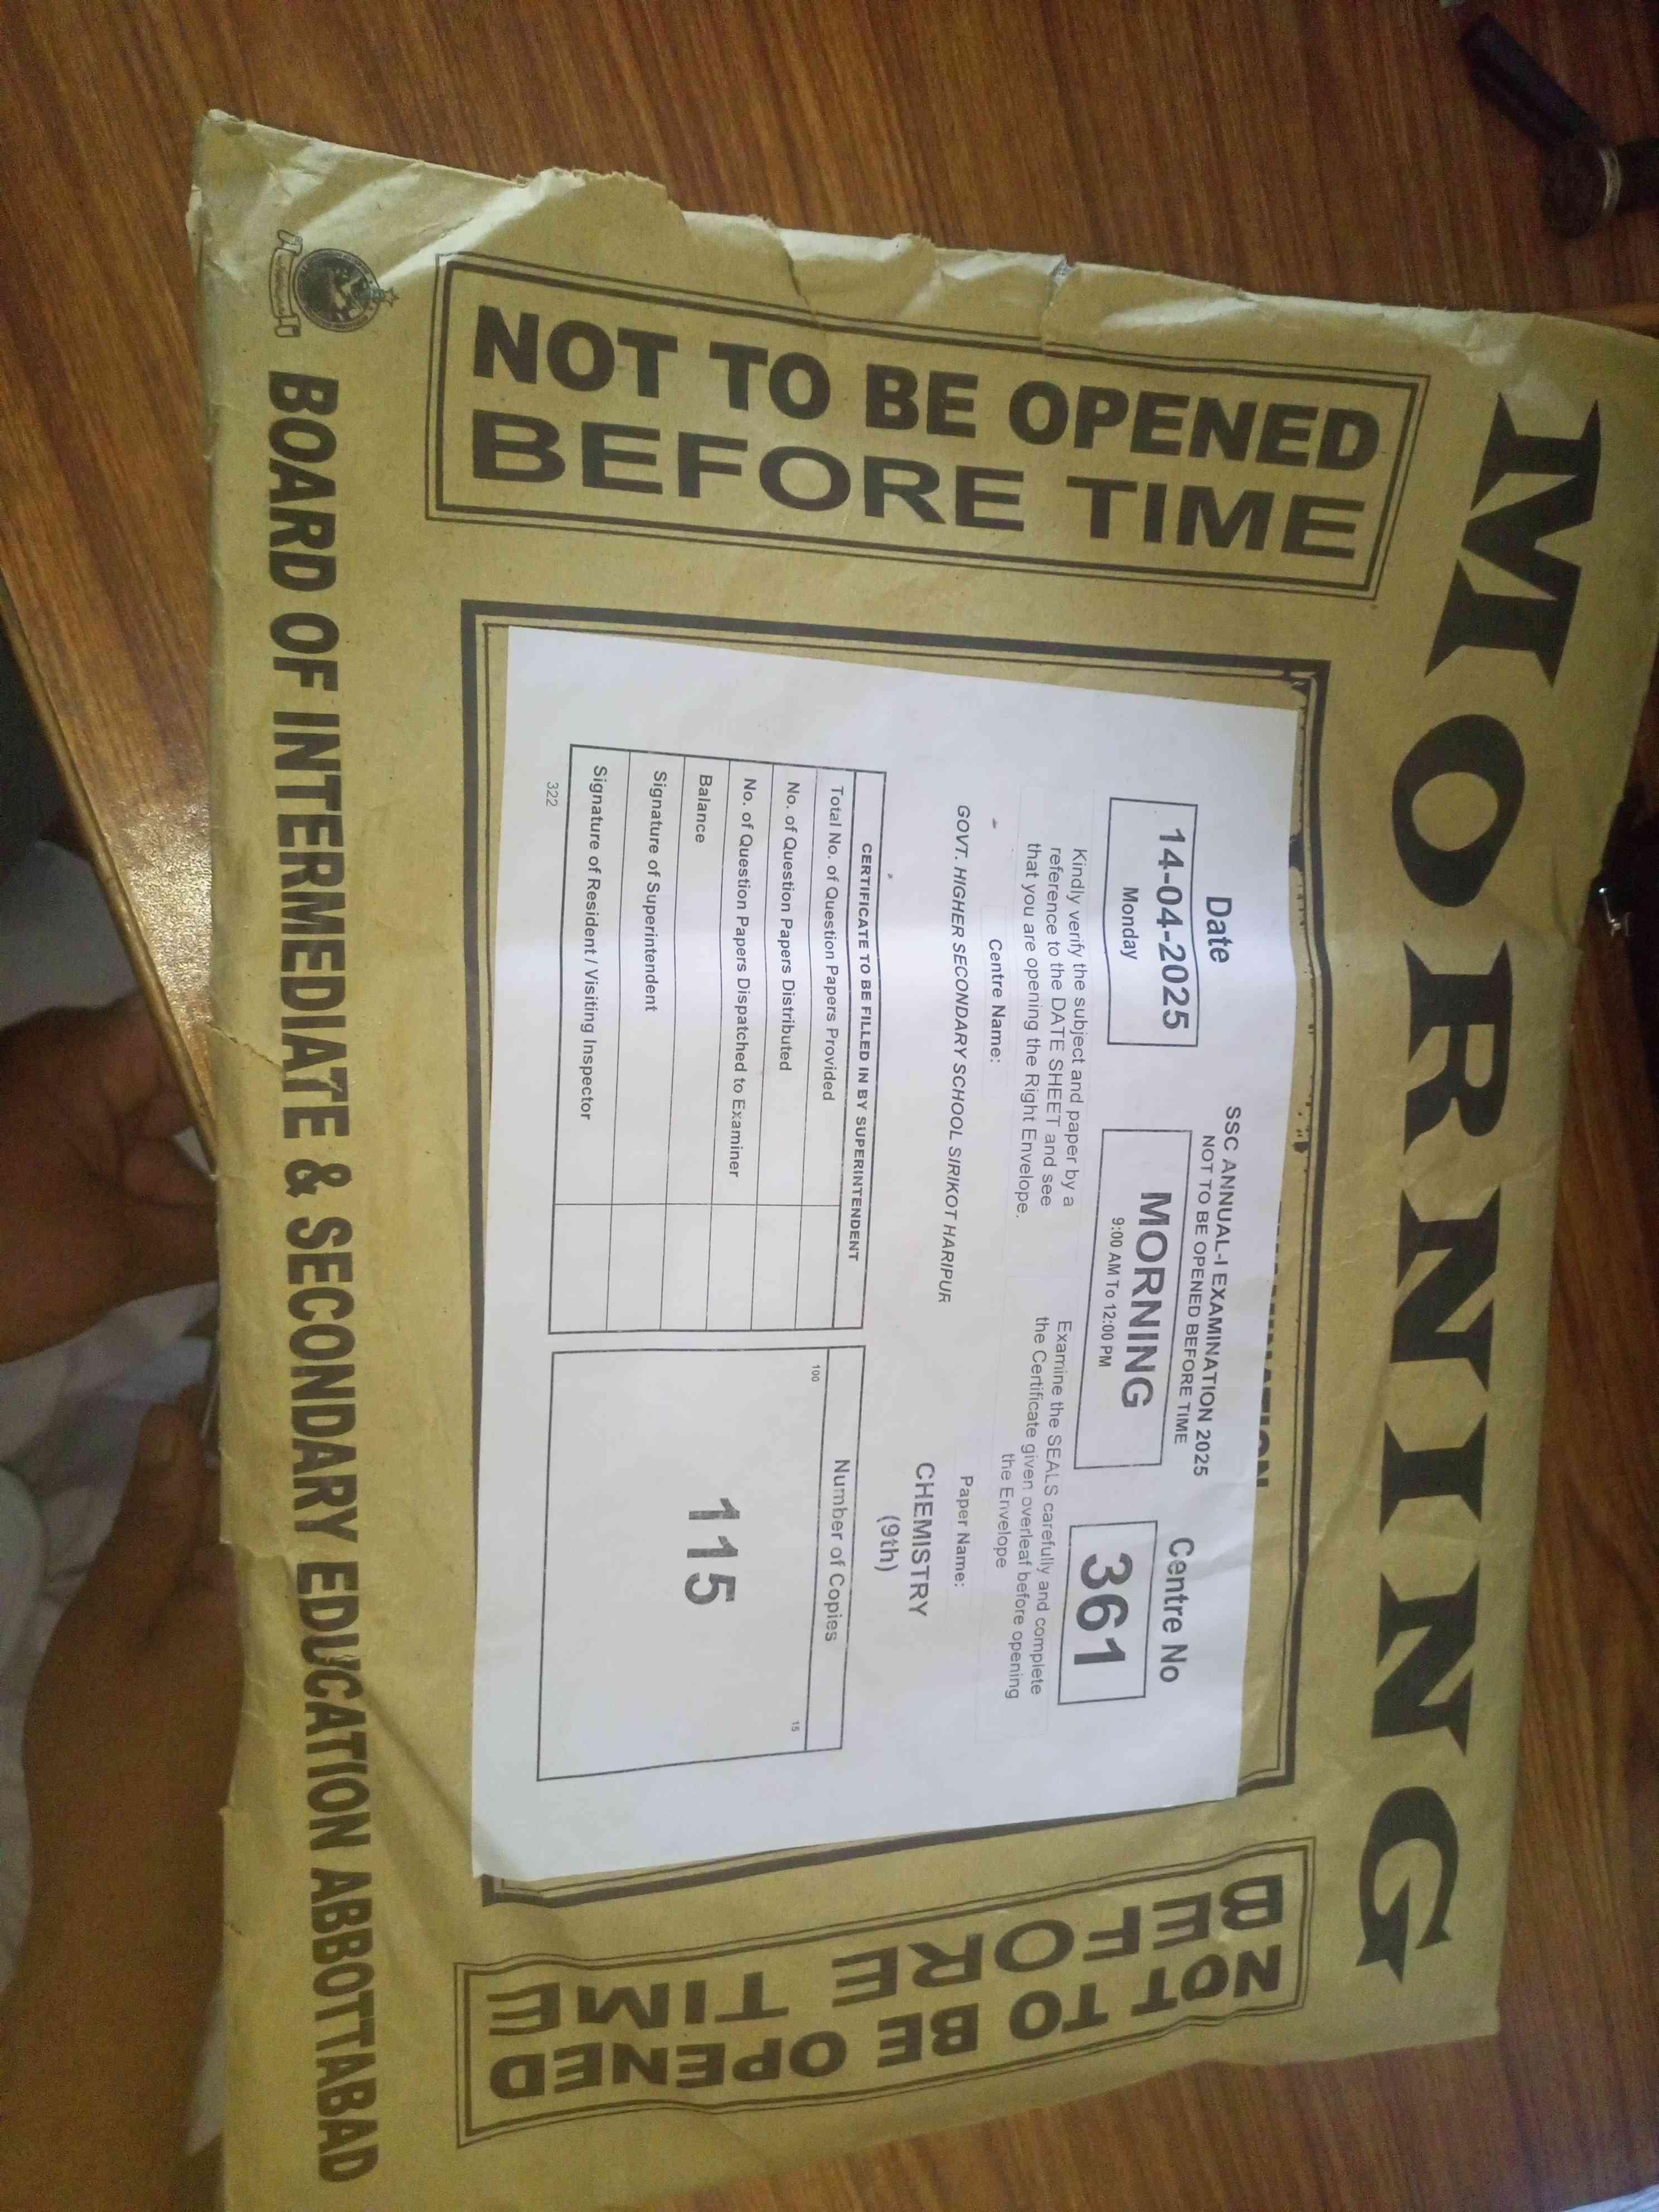 MORNING
NOT TO BE OPENED
BEFORE TIME
SSC ANNUAL-I EXAMINATION 2025
NOT TO BE OPENED BEFORE TIME
Date
14-04-2025
Monday
MORNING
9:00 AM To 12:00 PM
Centre No
361
Kindly verify the subject and paper by a
reference to the DATE SHEET and see
that you are opening the Right Envelope.
Examine the SEALS carefully and complete
the Certificate given overleaf before opening
the Envelope
Centre Name:
GOVT. HIGHER SECONDARY SCHOOL SIRIKOT HARIPUR
Paper Name:
CHEMISTRY
(9th)
CERTIFICATE TO BE FILLED IN BY SUPERINTENDENT
Total No. of Question Papers Provided
No. of Question Papers Distributed
No. of Question Papers Dispatched to Examiner
Balance
Signature of Superintendent
Signature of Resident / Visiting Inspector
322
Number of Copies
100
15
115
NOT TO BE OPENED
BEFORE TIME
BOARD OF INTERMEDIATE & SECONDARY EDUCATION ABBOTTABAD